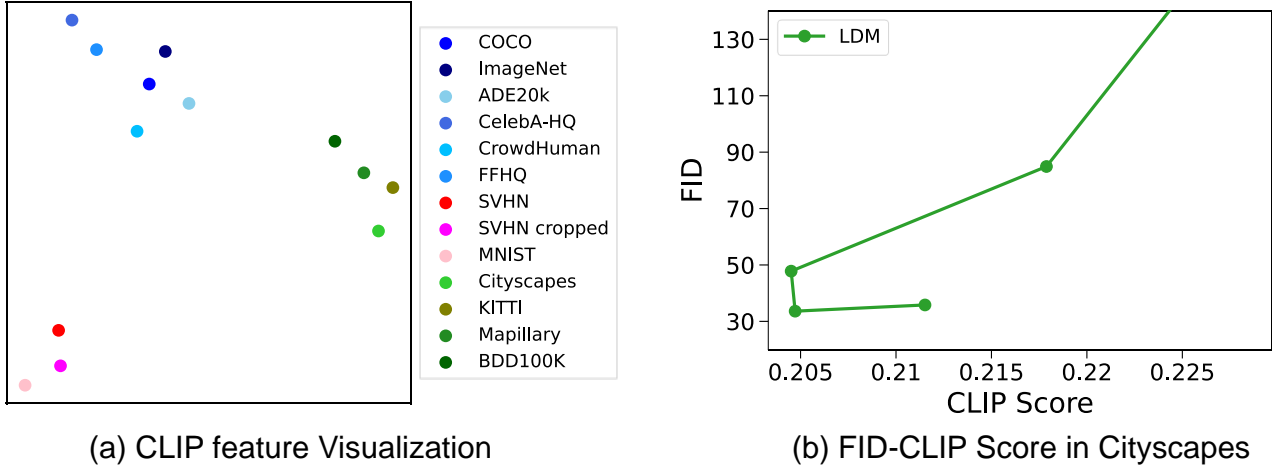 COCO
ImageNet
ADE20k
CelebA-HQ
CrowdHuman
FFHQ
SVHN
SVHN cropped
MNIST
Cityscapes
KITTI
Mapillary
BDD100K
(a) CLIP feature Visualization
LDM
FID
130
110
90
70
50
30
0.205 0.21 0.215 0.22 0.225
CLIP Score
(b) FID-CLIP Score in Cityscapes